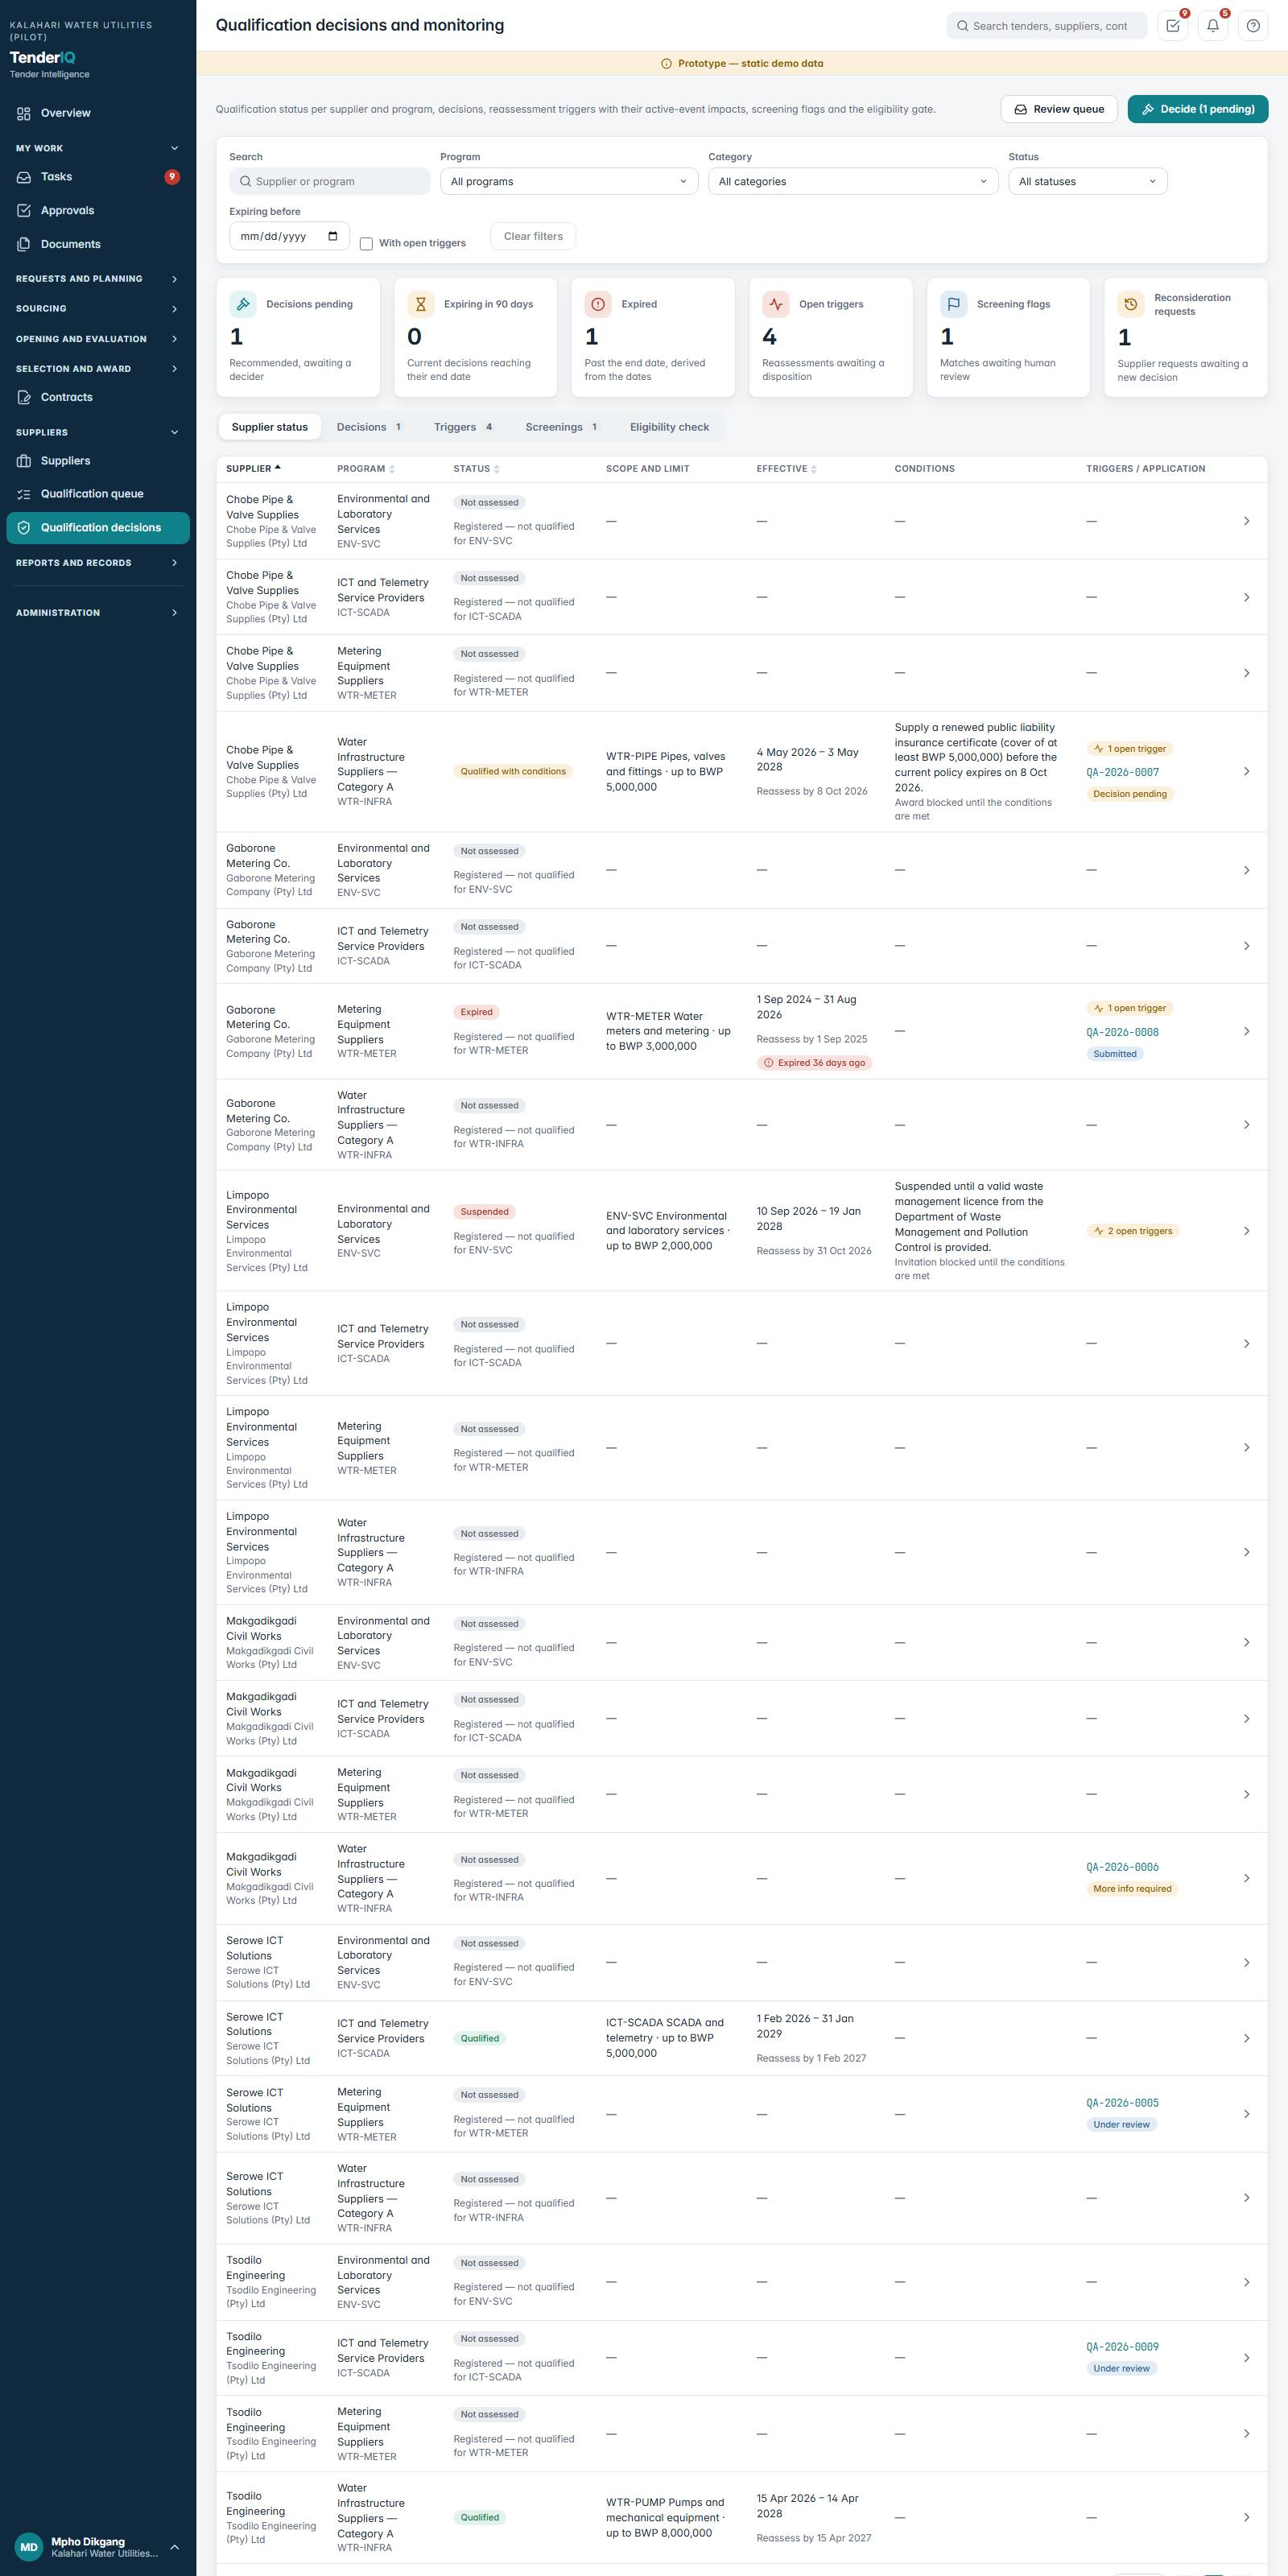 KALAHARI WATER UTILITIES
(PILOT)
TenderIQ
Tender Intelligence
Overview
MY WORK
Tasks 9
Approvals
Documents
REQUESTS AND PLANNING
SOURCING
OPENING AND EVALUATION
SELECTION AND AWARD
Contracts
SUPPLIERS
Suppliers
Qualification queue
Qualification decisions
REPORTS AND RECORDS
ADMINISTRATION
MD
Mpho Dikgang
Kalahari Water Utilities...
Qualification decisions and monitoring
Search tenders, suppliers, cont
9
5
Prototype — static demo data
Qualification status per supplier and program, decisions, reassessment triggers with their active-event impacts, screening flags and the eligibility gate.
Review queue
Decide (1 pending)
Search
Supplier or program
Program
All programs
Category
All categories
Status
All statuses
Expiring before
mm/dd/yyyy
With open triggers
Clear filters
Decisions pending
1
Recommended, awaiting a
decider
Expiring in 90 days
0
Current decisions reaching
their end date
Expired
1
Past the end date, derived
from the dates
Open triggers
4
Reassessments awaiting a
disposition
Screening flags
1
Matches awaiting human
review
Reconsideration
requests
1
Supplier requests awaiting a
new decision
Supplier status
Decisions 1
Triggers 4
Screenings 1
Eligibility check
SUPPLIER PROGRAM STATUS SCOPE AND LIMIT EFFECTIVE CONDITIONS TRIGGERS / APPLICATION
Chobe Pipe &
Valve Supplies
Chobe Pipe & Valve
Supplies (Pty) Ltd
Environmental and
Laboratory
Services
ENV-SVC
Not assessed
Registered — not qualified
for ENV-SVC
— — — —
Chobe Pipe &
Valve Supplies
Chobe Pipe & Valve
Supplies (Pty) Ltd
ICT and Telemetry
Service Providers
ICT-SCADA
Not assessed
Registered — not qualified
for ICT-SCADA
— — — —
Chobe Pipe &
Valve Supplies
Chobe Pipe & Valve
Supplies (Pty) Ltd
Metering
Equipment
Suppliers
WTR-METER
Not assessed
Registered — not qualified
for WTR-METER
— — — —
Chobe Pipe &
Valve Supplies
Chobe Pipe & Valve
Supplies (Pty) Ltd
Water
Infrastructure
Suppliers —
Category A
WTR-INFRA
Qualified with conditions
WTR-PIPE Pipes, valves
and fittings · up to BWP
5,000,000
4 May 2026 – 3 May
2028
Reassess by 8 Oct 2026
Supply a renewed public liability
insurance certificate (cover of at
least BWP 5,000,000) before the
current policy expires on 8 Oct
2026.
Award blocked until the conditions
are met
1 open trigger
QA-2026-0007
Decision pending
Gaborone
Metering Co.
Gaborone Metering
Company (Pty) Ltd
Environmental and
Laboratory
Services
ENV-SVC
Not assessed
Registered — not qualified
for ENV-SVC
— — — —
Gaborone
Metering Co.
Gaborone Metering
Company (Pty) Ltd
ICT and Telemetry
Service Providers
ICT-SCADA
Not assessed
Registered — not qualified
for ICT-SCADA
— — — —
Gaborone
Metering Co.
Gaborone Metering
Company (Pty) Ltd
Metering
Equipment
Suppliers
WTR-METER
Expired
Registered — not qualified
for WTR-METER
WTR-METER Water
meters and metering · up
to BWP 3,000,000
1 Sep 2024 – 31 Aug
2026
Reassess by 1 Sep 2025
Expired 36 days ago
—
1 open trigger
QA-2026-0008
Submitted
Gaborone
Metering Co.
Gaborone Metering
Company (Pty) Ltd
Water
Infrastructure
Suppliers —
Category A
WTR-INFRA
Not assessed
Registered — not qualified
for WTR-INFRA
— — — —
Limpopo
Environmental
Services
Limpopo
Environmental
Services (Pty) Ltd
Environmental and
Laboratory
Services
ENV-SVC
Suspended
Registered — not qualified
for ENV-SVC
ENV-SVC Environmental
and laboratory services ·
up to BWP 2,000,000
10 Sep 2026 – 19 Jan
2028
Reassess by 31 Oct 2026
Suspended until a valid waste
management licence from the
Department of Waste
Management and Pollution
Control is provided.
Invitation blocked until the conditions
are met
2 open triggers
Limpopo
Environmental
Services
Limpopo
Environmental
Services (Pty) Ltd
ICT and Telemetry
Service Providers
ICT-SCADA
Not assessed
Registered — not qualified
for ICT-SCADA
— — — —
Limpopo
Environmental
Services
Limpopo
Environmental
Services (Pty) Ltd
Metering
Equipment
Suppliers
WTR-METER
Not assessed
Registered — not qualified
for WTR-METER
— — — —
Limpopo
Environmental
Services
Limpopo
Environmental
Services (Pty) Ltd
Water
Infrastructure
Suppliers —
Category A
WTR-INFRA
Not assessed
Registered — not qualified
for WTR-INFRA
— — — —
Makgadikgadi
Civil Works
Makgadikgadi Civil
Works (Pty) Ltd
Environmental and
Laboratory
Services
ENV-SVC
Not assessed
Registered — not qualified
for ENV-SVC
— — — —
Makgadikgadi
Civil Works
Makgadikgadi Civil
Works (Pty) Ltd
ICT and Telemetry
Service Providers
ICT-SCADA
Not assessed
Registered — not qualified
for ICT-SCADA
— — — —
Makgadikgadi
Civil Works
Makgadikgadi Civil
Works (Pty) Ltd
Metering
Equipment
Suppliers
WTR-METER
Not assessed
Registered — not qualified
for WTR-METER
— — — —
Makgadikgadi
Civil Works
Makgadikgadi Civil
Works (Pty) Ltd
Water
Infrastructure
Suppliers —
Category A
WTR-INFRA
Not assessed
Registered — not qualified
for WTR-INFRA
— — —
QA-2026-0006
More info required
Serowe ICT
Solutions
Serowe ICT
Solutions (Pty) Ltd
Environmental and
Laboratory
Services
ENV-SVC
Not assessed
Registered — not qualified
for ENV-SVC
— — — —
Serowe ICT
Solutions
Serowe ICT
Solutions (Pty) Ltd
ICT and Telemetry
Service Providers
ICT-SCADA
Qualified
ICT-SCADA SCADA and
telemetry · up to BWP
5,000,000
1 Feb 2026 – 31 Jan
2029
Reassess by 1 Feb 2027
— —
Serowe ICT
Solutions
Serowe ICT
Solutions (Pty) Ltd
Metering
Equipment
Suppliers
WTR-METER
Not assessed
Registered — not qualified
for WTR-METER
— — —
QA-2026-0005
Under review
Serowe ICT
Solutions
Serowe ICT
Solutions (Pty) Ltd
Water
Infrastructure
Suppliers —
Category A
WTR-INFRA
Not assessed
Registered — not qualified
for WTR-INFRA
— — — —
Tsodilo
Engineering
Tsodilo Engineering
(Pty) Ltd
Environmental and
Laboratory
Services
ENV-SVC
Not assessed
Registered — not qualified
for ENV-SVC
— — — —
Tsodilo
Engineering
Tsodilo Engineering
(Pty) Ltd
ICT and Telemetry
Service Providers
ICT-SCADA
Not assessed
Registered — not qualified
for ICT-SCADA
— — —
QA-2026-0009
Under review
Tsodilo
Engineering
Tsodilo Engineering
(Pty) Ltd
Metering
Equipment
Suppliers
WTR-METER
Not assessed
Registered — not qualified
for WTR-METER
— — — —
Tsodilo
Engineering
Tsodilo Engineering
(Pty) Ltd
Water
Infrastructure
Suppliers —
Category A
WTR-INFRA
Qualified
WTR-PUMP Pumps and
mechanical equipment ·
up to BWP 8,000,000
15 Apr 2026 – 14 Apr
2028
Reassess by 15 Apr 2027
— —